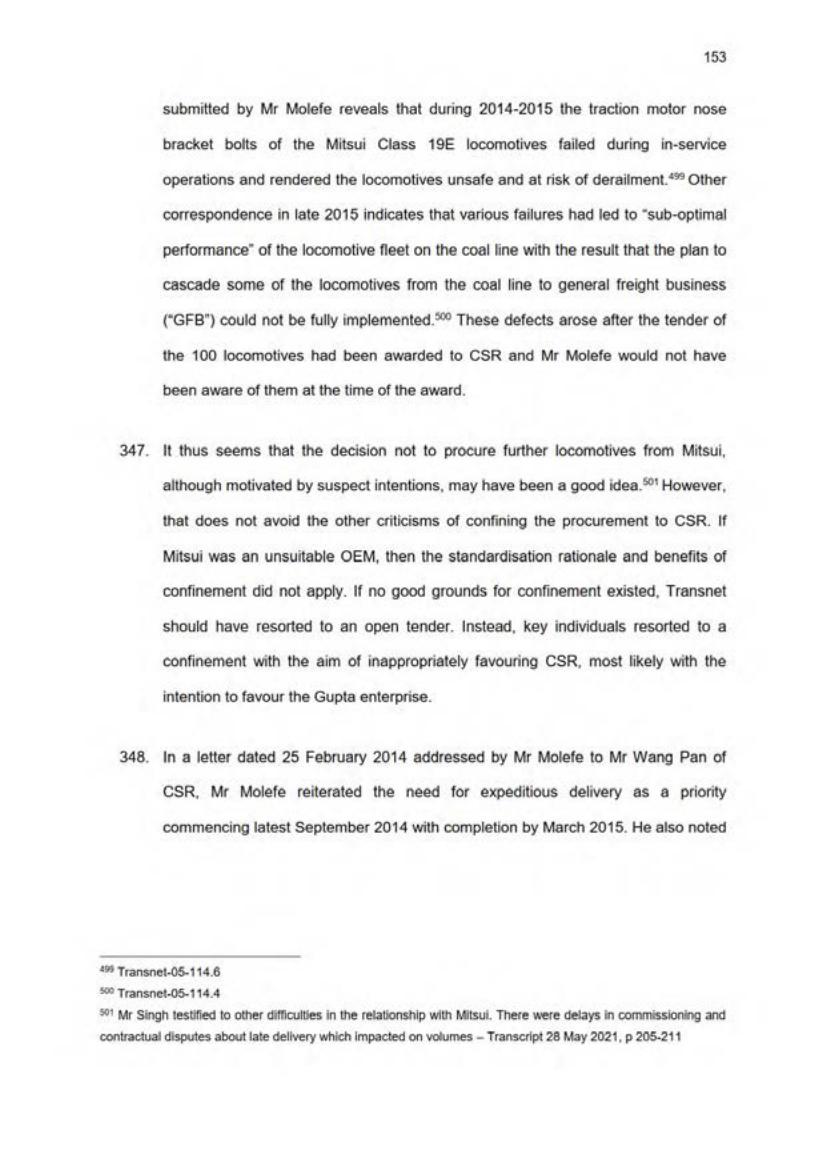 153
submitted by Mr Molefe reveals that during 2014-2015 the traction motor nose
bracket bolts of the Mitsui Class 19E locomotives failed during in-service
operations and rendered the locomotives unsafe and at risk of derailment.499 Other
correspondence in late 2015 indicates that various failures had led to “sub-optimal
performance” of the locomotive fleet on the coal line with the result that the plan to
cascade some of the locomotives from the coal line to general freight business
(“GFB”) could not be fully implemented.500 These defects arose after the tender of
the 100 locomotives had been awarded to CSR and Mr Molefe would not have
been aware of them at the time of the award.
347. It thus seems that the decision not to procure further locomotives from Mitsui,
although motivated by suspect intentions, may have been a good idea.501 However,
that does not avoid the other criticisms of confining the procurement to CSR. If
Mitsui was an unsuitable OEM, then the standardisation rationale and benefits of
confinement did not apply. If no good grounds for confinement existed, Transnet
should have resorted to an open tender. Instead, key individuals resorted to a
confinement with the aim of inappropriately favouring CSR, most likely with the
intention to favour the Gupta enterprise.
348. In a letter dated 25 February 2014 addressed by Mr Molefe to Mr Wang Pan of
CSR, Mr Molefe reiterated the need for expeditious delivery as a priority
commencing latest September 2014 with completion by March 2015. He also noted
499 Transnet-05-114.6
500 Transnet-05-114.4
501 Mr Singh testified to other difficulties in the relationship with Mitsui. There were delays in commissioning and
contractual disputes about late delivery which impacted on volumes – Transcript 28 May 2021, p 205-211